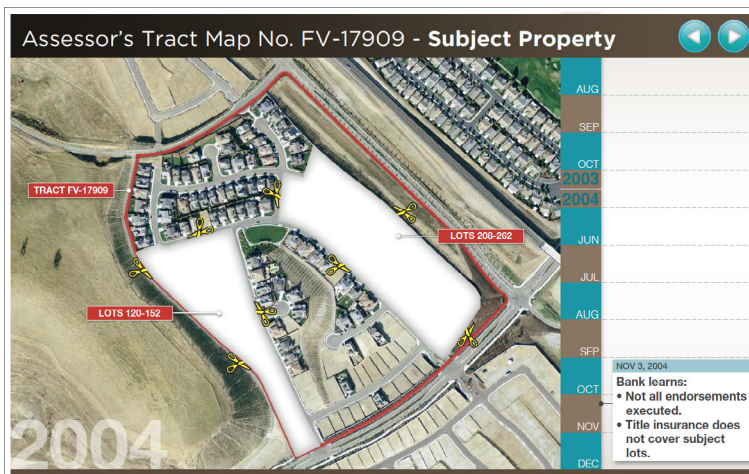 Assessor's Tract Map No. FV-17909 - Subject Property
TRACT FV-17909
LOTS 208-262
LOTS 120-152
2004
AUG
SEP
OCT
2003
2004
JUN
JUL
AUG
SEP
OCT
NOV
DEC
NOV 3, 2004
Bank learns:
• Not all endorsements
executed.
• Title insurance does
not cover subject
lots.